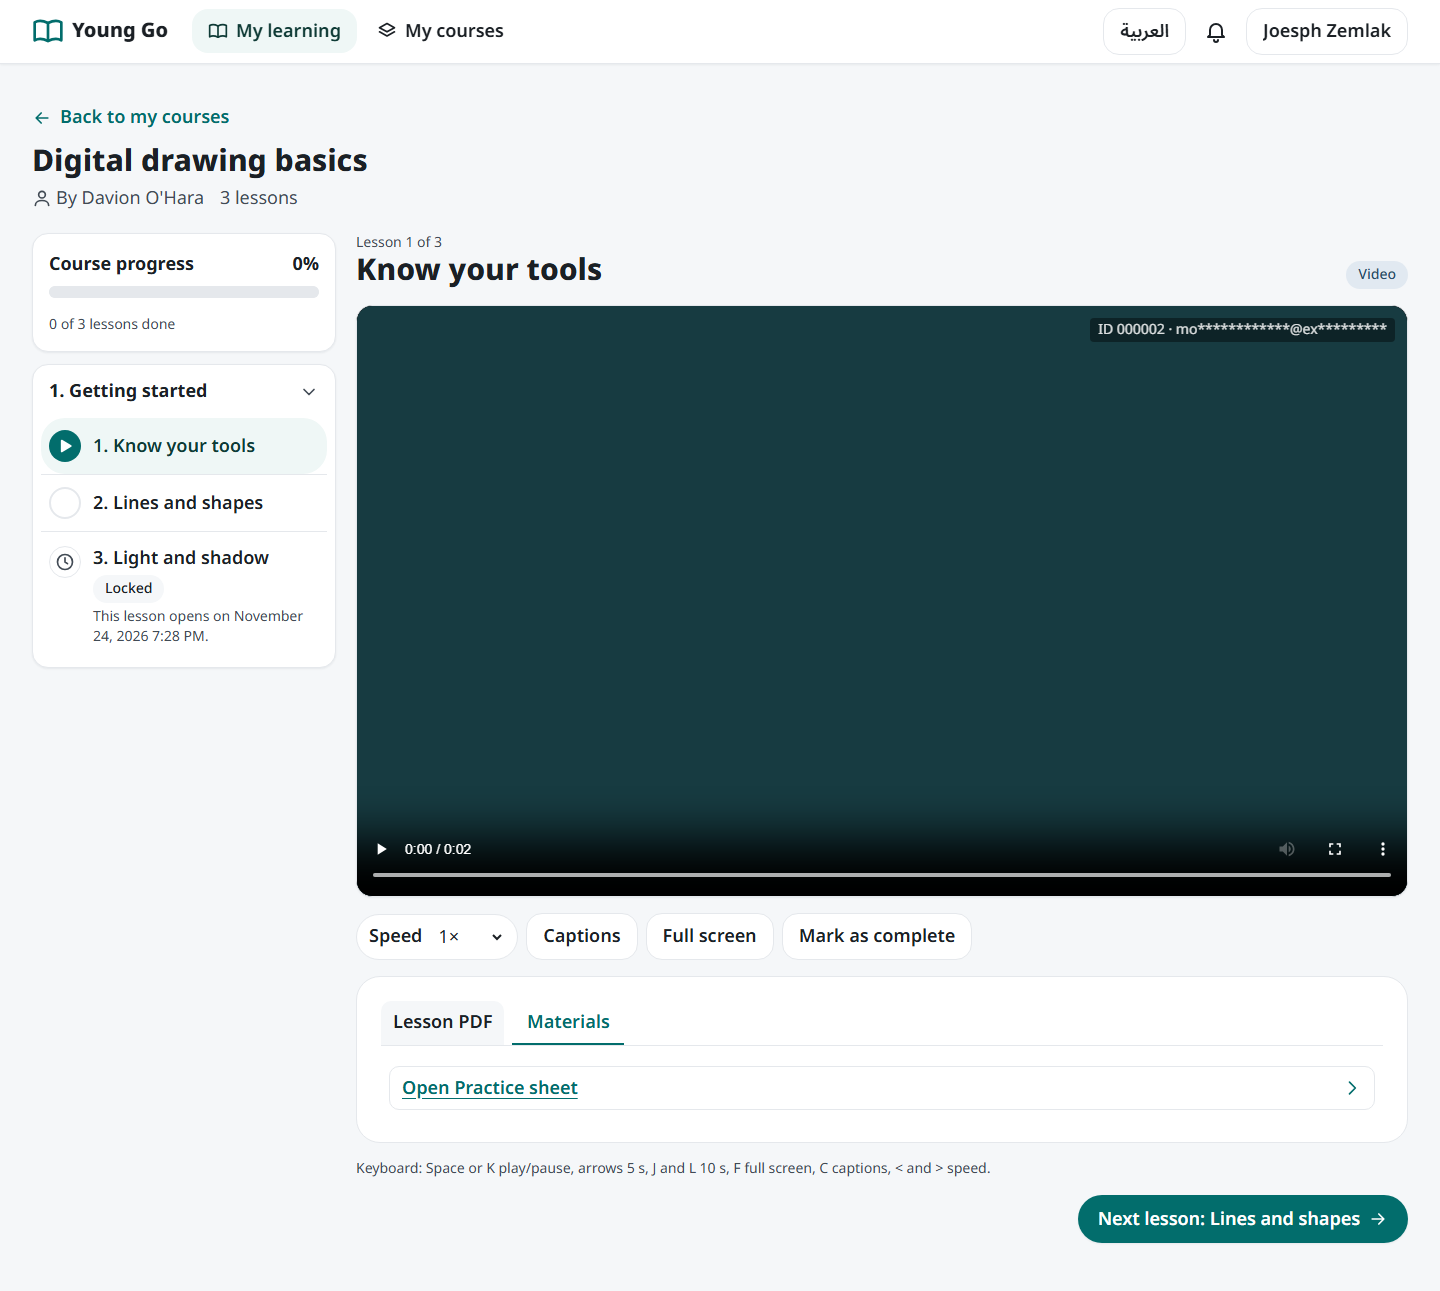 Young Go
My learning
My courses
العربية
Joesph Zemlak
Back to my courses
Digital drawing basics
By Davion O'Hara 3 lessons
Course progress 0%
0 of 3 lessons done
1. Getting started
1. Know your tools
2. Lines and shapes
3. Light and shadow
Locked
This lesson opens on November
24, 2026 7:28 PM.
Lesson 1 of 3
Know your tools
Video
ID 000002 · mo************@ex*********
0:00 / 0:02
Speed 1×
Captions
Full screen
Mark as complete
Lesson PDF
Materials
Open Practice sheet
Keyboard: Space or K play/pause, arrows 5 s, J and L 10 s, F full screen, C captions, < and > speed.
Next lesson: Lines and shapes